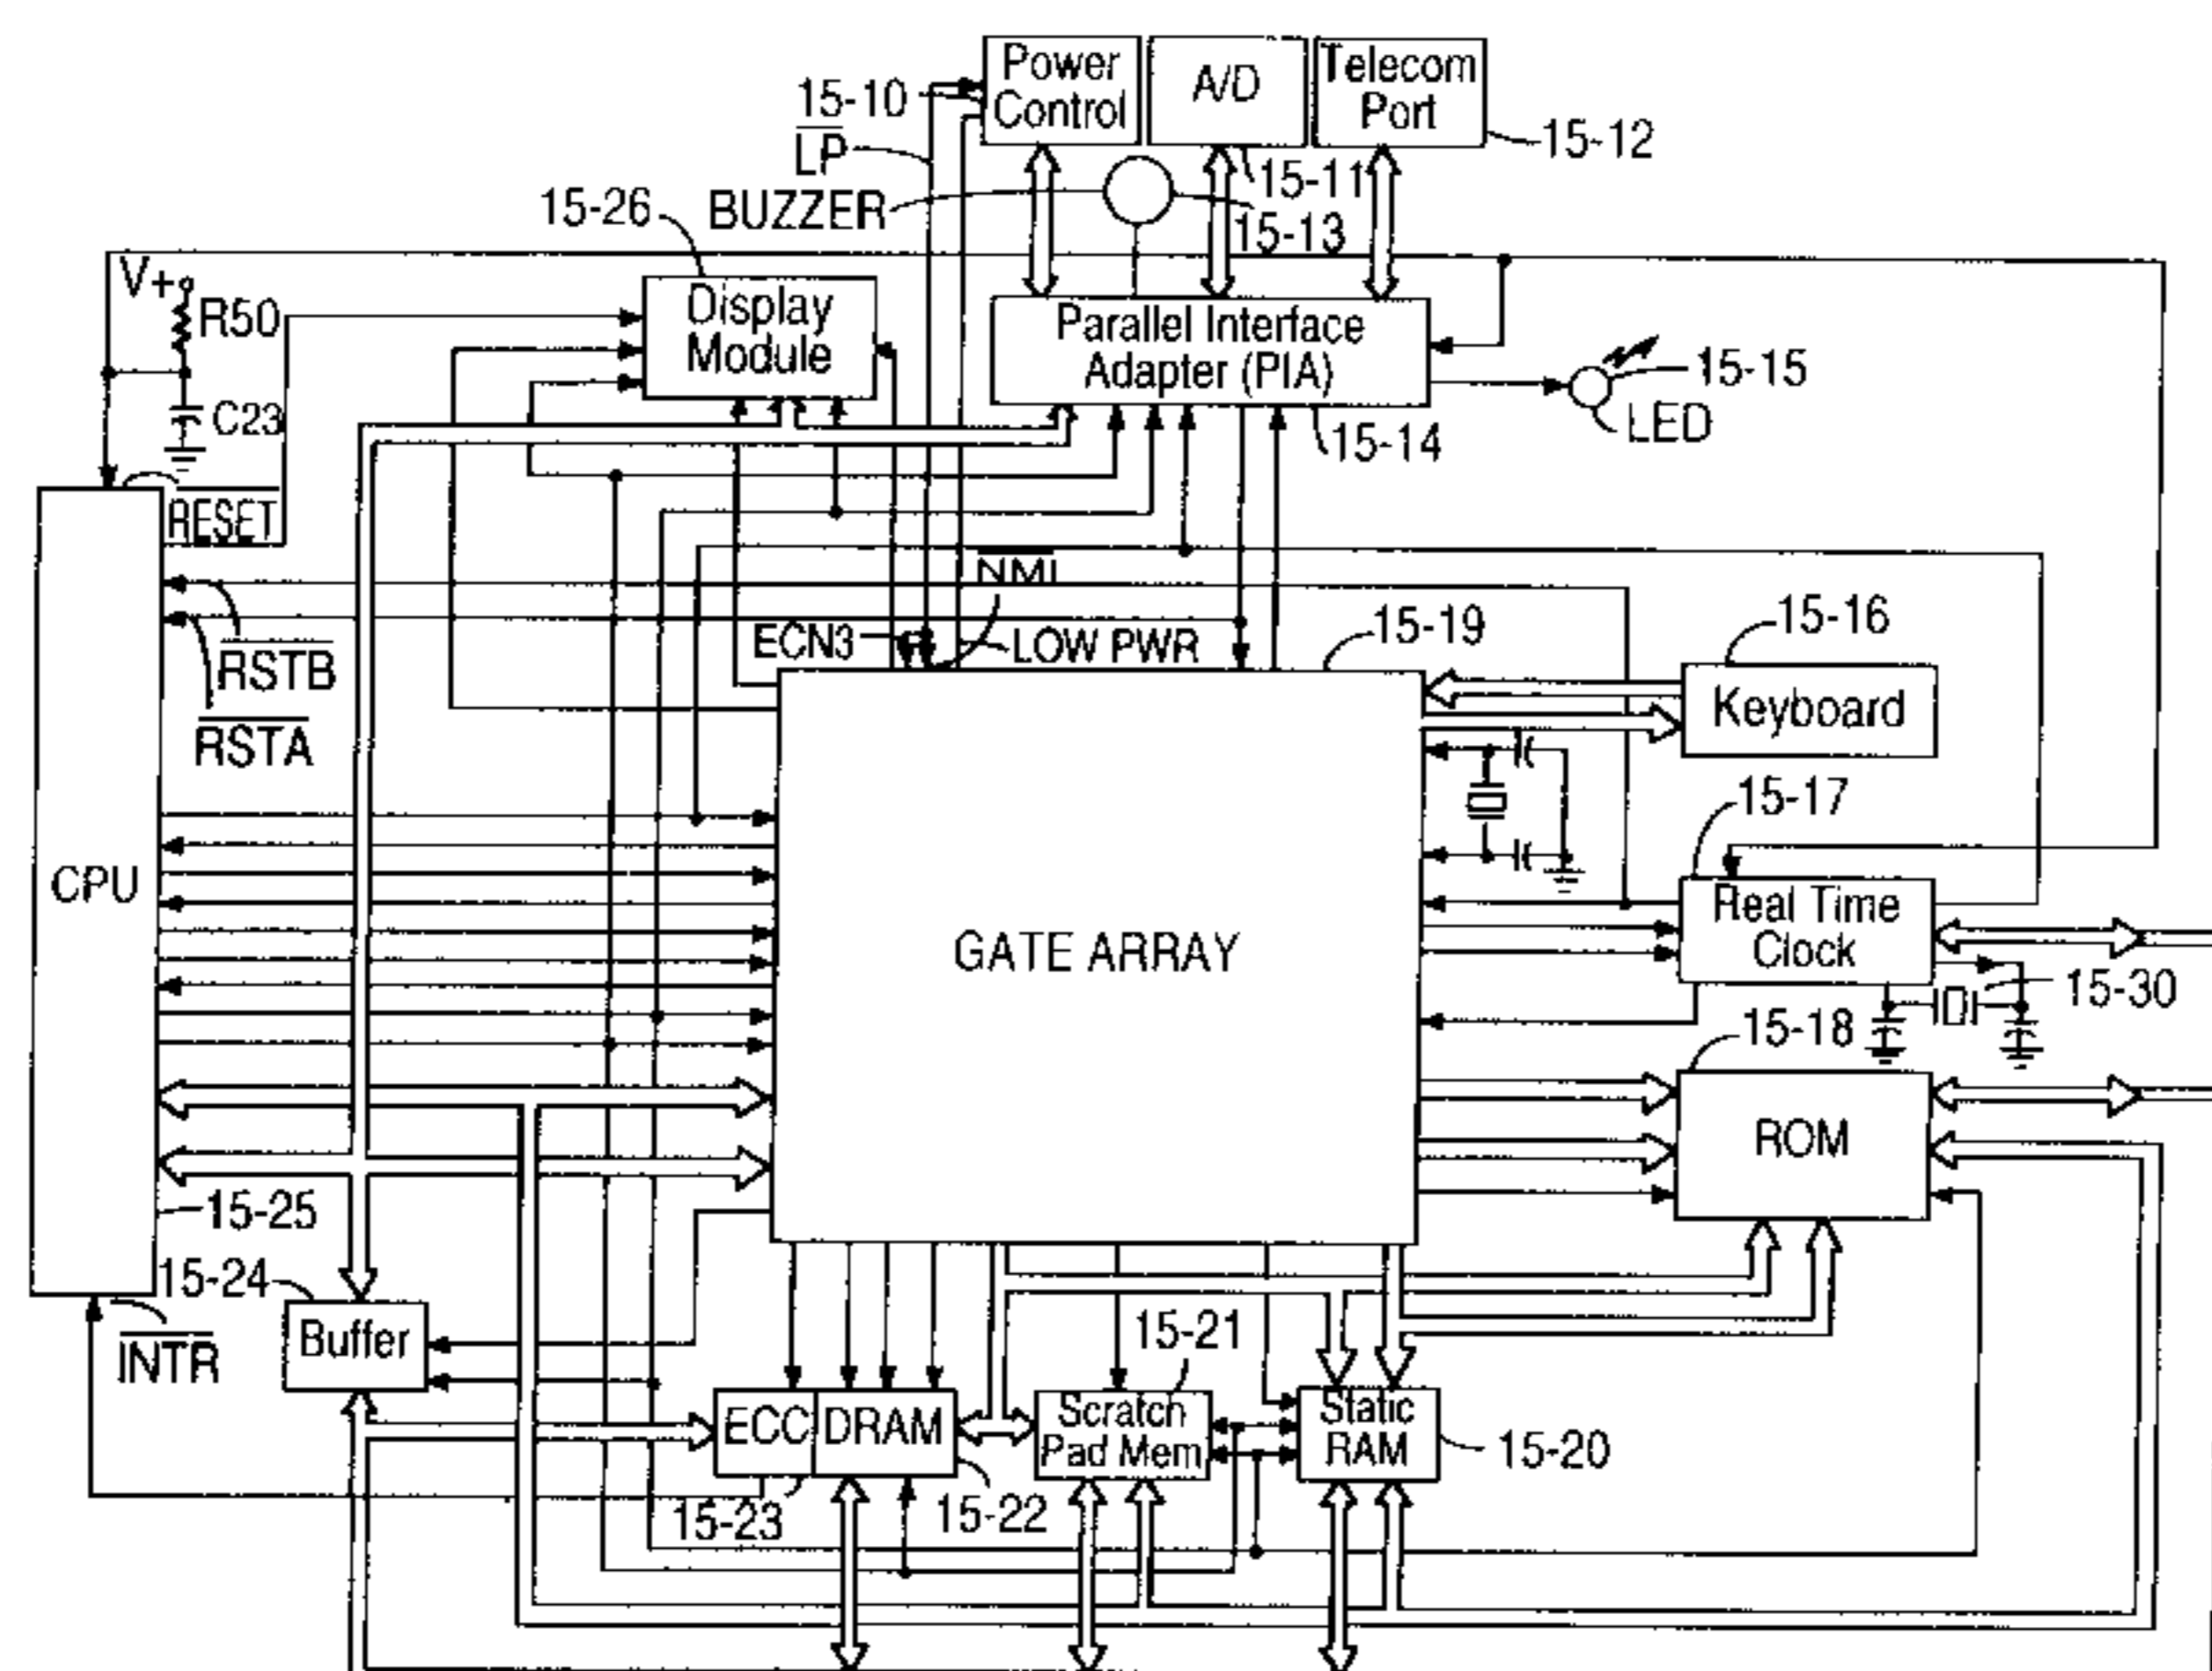 Power
Control
A/D
Telecom
Port
15-10
LP
15-12
15-11
BUZZER
15-13
15-26
V+
R50
Display
Module
Parallel Interface
Adapter (PIA)
15-15
LED
15-14
C23
RESET
NMI
RSTB
RSTA
ECN3
LOW PWR
15-19
15-16
Keyboard
15-17
CPU
GATE ARRAY
Real Time
Clock
15-30
15-18
ROM
15-25
15-24
Buffer
INTR
15-21
ECC
DRAM
Scratch
Pad Mem
Static
RAM
15-20
15-23
15-22